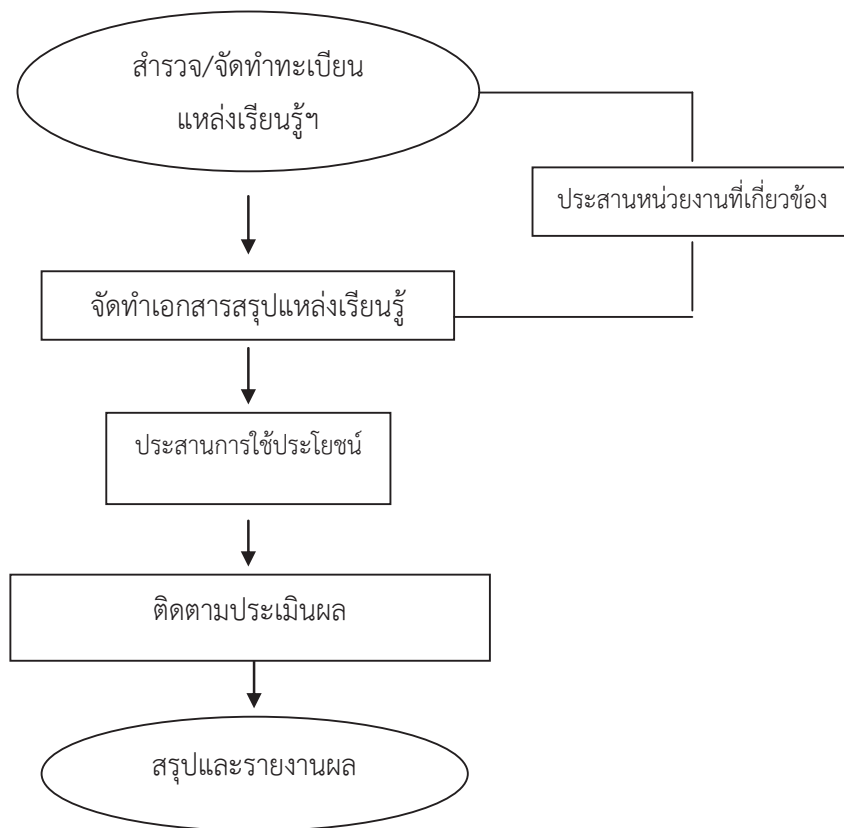 สำรวจ/จัดทำทะเบียน
แหล่งเรียนรู้ฯ
ประสานหน่วยงานที่เกี่ยวข้อง
จัดทำเอกสารสรุปแหล่งเรียนรู้
ประสานการใช้ประโยชน์
ติดตามประเมินผล
สรุปและรายงานผล